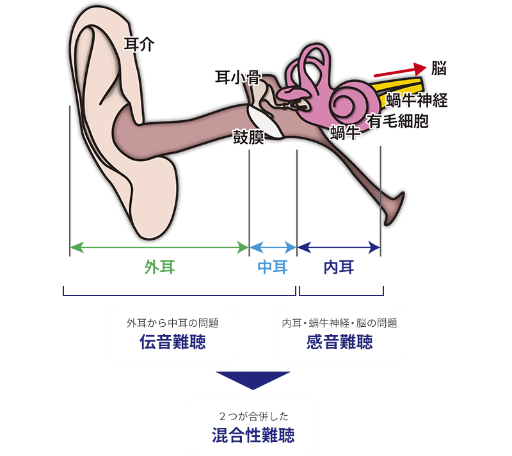 耳介
耳小骨
脳
蝸牛神経
有毛細胞
蝸牛
鼓膜
外耳
中耳
内耳
外耳から中耳の問題
伝音難聴
内耳・蝸牛神経・脳の問題
感音難聴
２つが合併した
混合性難聴